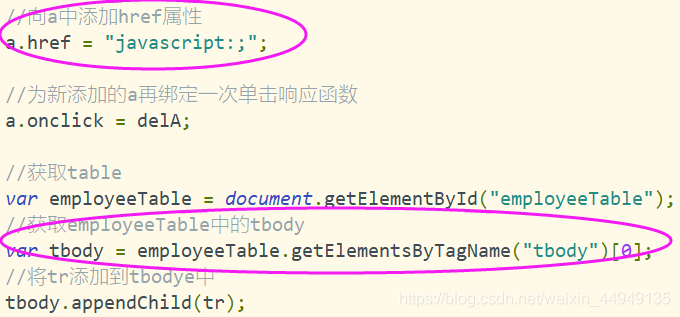 //向a中添加href属性
a.href = "javascript:;";
//为新添加的a再绑定一次单击响应函数
a.onclick = delA;
//获取table
var employeeTable = document.getElementById("employeeTable");
//获取employeeTable中的tbody
var tbody = employeeTable.getElementsByTagName("tbody")[0];
//将tr添加到tbodye中
tbody.appendChild(tr);
https://blog.csdn.net/weixin_44949135